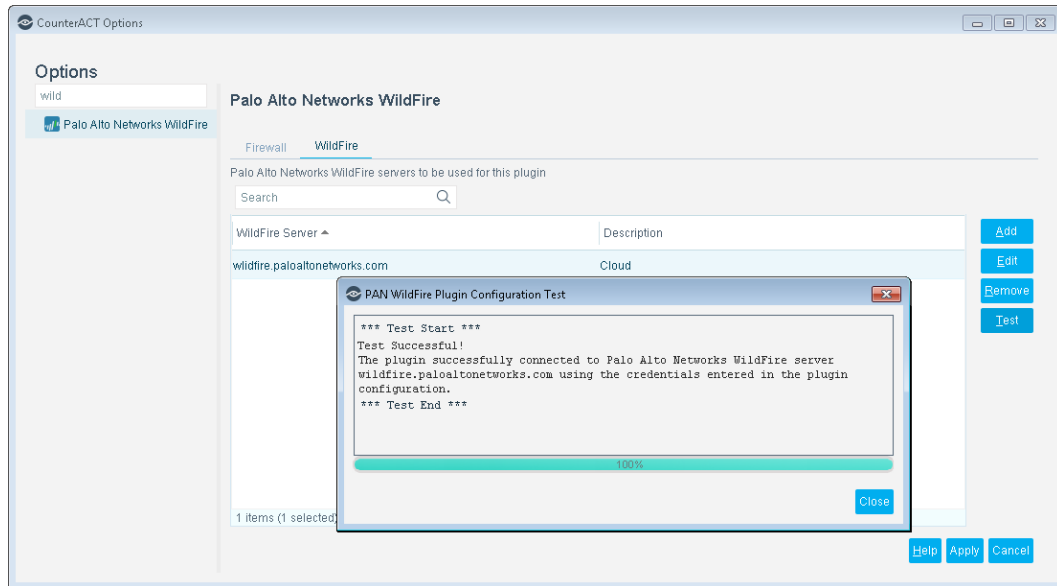 CounterACT Options
Options
wild
Palo Alto Networks WildFire
Palo Alto Networks WildFire
Firewall WildFire
Palo Alto Networks WildFire servers to be used for this plugin
Search
WildFire Server Description
wlidfire.paloaltonetworks.com Cloud
Add
Edit
Remove
Test
PAN WildFire Plugin Configuration Test
*** Test Start ***
Test Successful!
The plugin successfully connected to Palo Alto Networks WildFire server
wildfire.paloaltonetworks.com using the credentials entered in the plugin
configuration.
*** Test End ***
100%
Close
1 items (1 selected)
Help Apply Cancel